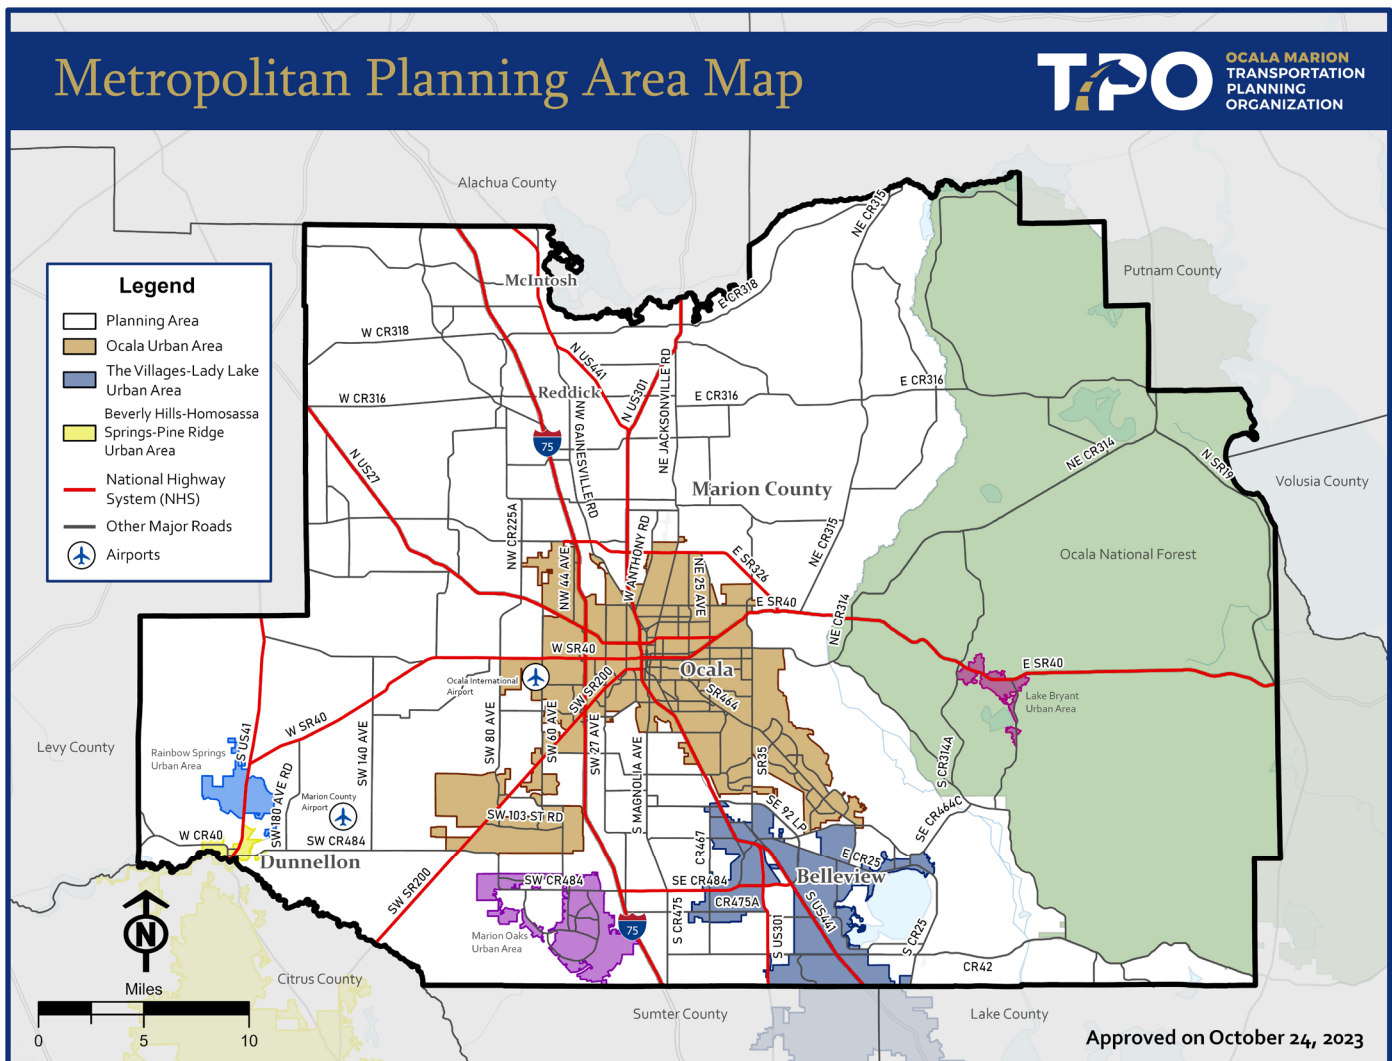 Metropolitan Planning Area Map
TPO
OCALA MARION
TRANSPORTATION
PLANNING
ORGANIZATION
Alachua County
Putnam County
Volusia County
Levy County
Citrus County
Sumter County
Lake County
Legend
Planning Area
Ocala Urban Area
The Villages-Lady Lake
Urban Area
Beverly Hills-Homosassa
Springs-Pine Ridge
Urban Area
National Highway
System (NHS)
Other Major Roads
Airports
McIntosh
NE CR315
E CR318
W CR318
N US441
Reddick
N US301
NE JACKSONVILLE RD
E CR316
E CR316
W CR316
NW GAINESVILLE RD
75
N US27
NE CR314
N SR19
Marion County
NW CR225A
W ANTHONY RD
NE CR315
Ocala National Forest
NW 44 AVE
NE 25 AVE
E SR326
E SR40
NE CR314
W SR40
Ocala
E SR40
Ocala International
Airport
SW SR200
SR464
Lake Bryant
Urban Area
W SR40
S US41
Rainbow Springs
Urban Area
SW 140 AVE
SW 80 AVE
SW 60 AVE
SW 27 AVE
S MAGNOLIA AVE
SR35
S CR314A
SW 180 AVE RD
Marion County
Airport
SW 103 ST RD
SE 92 LP
SE CR464C
W CR40
SW CR484
CR467
E CR25
Dunnellon
Belleview
SW SR200
SW CR484
SE CR484
CR475A
S CR475
S US301
S US441
S CR25
Marion Oaks
Urban Area
75
CR42
N
Miles
0
5
10
Approved on October 24, 2023